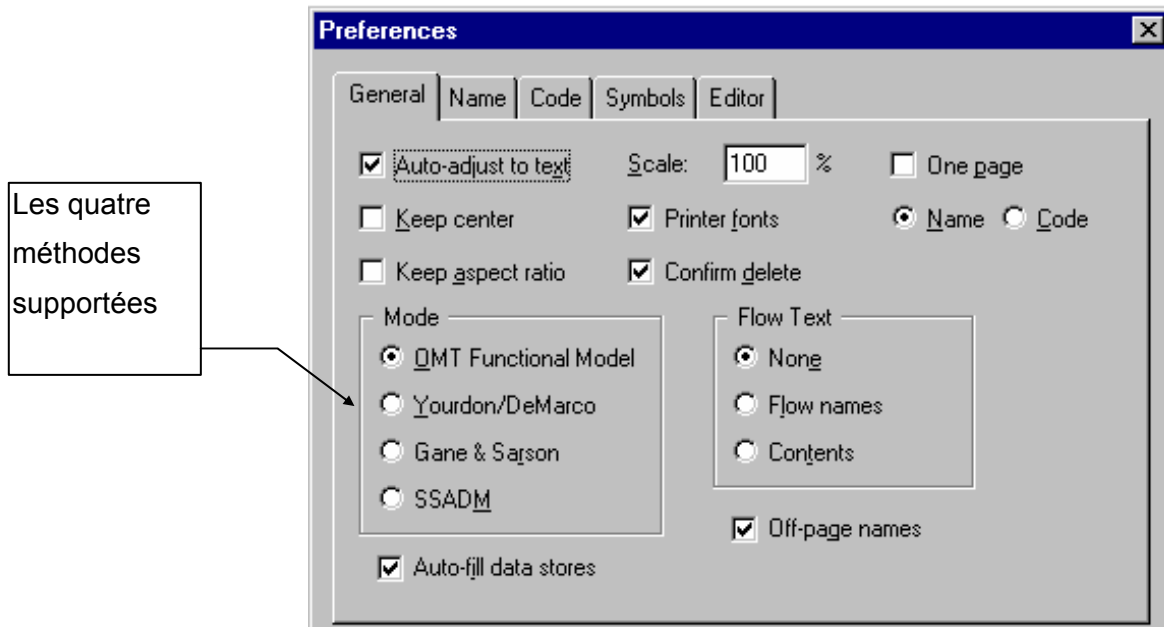 Preferences
General Name Code Symbols Editor
Auto-adjust to text Scale: 100 % One page
Keep center Printer fonts Name Code
Keep aspect ratio Confirm delete
Les quatre
méthodes
supportées
Mode Flow Text
OMT Functional Model None
Yourdon/DeMarco Flow names
Gane & Sarson Contents
SSADM
Off-page names
Auto-fill data stores